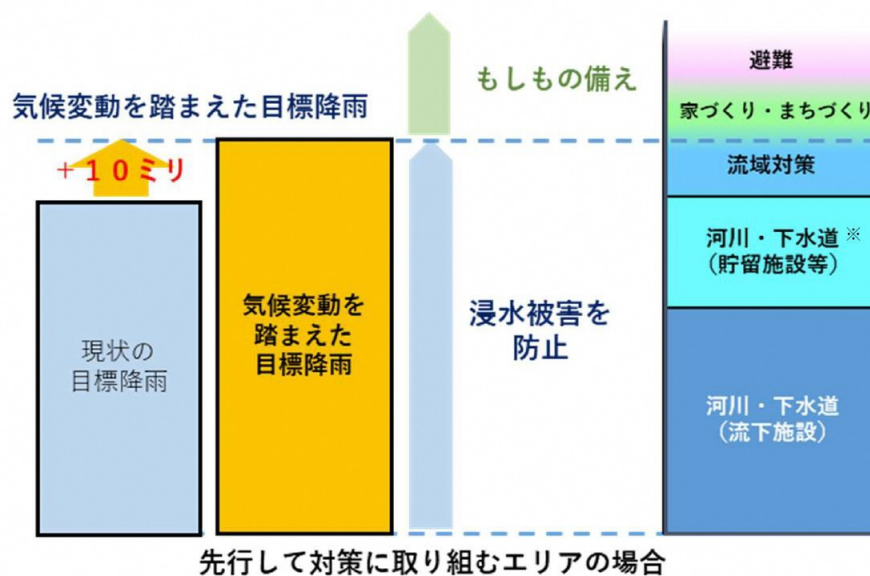 気候変動を踏まえた目標降雨
+10ミリ
現状の
目標降雨
気候変動を
踏まえた
目標降雨
もしもの備え
浸水被害を
防止
避難
家づくり・まちづくり
流域対策
河川・下水道※
（貯留施設等）
河川・下水道
（流下施設）
先行して対策に取り組むエリアの場合